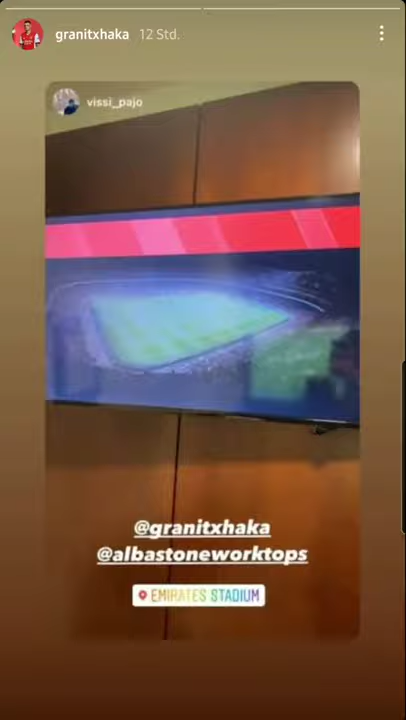 granitxhaka 12 Std.
vissi_pajo
@granitxhaka
@albastoneworktops
EMIRATES STADIUM